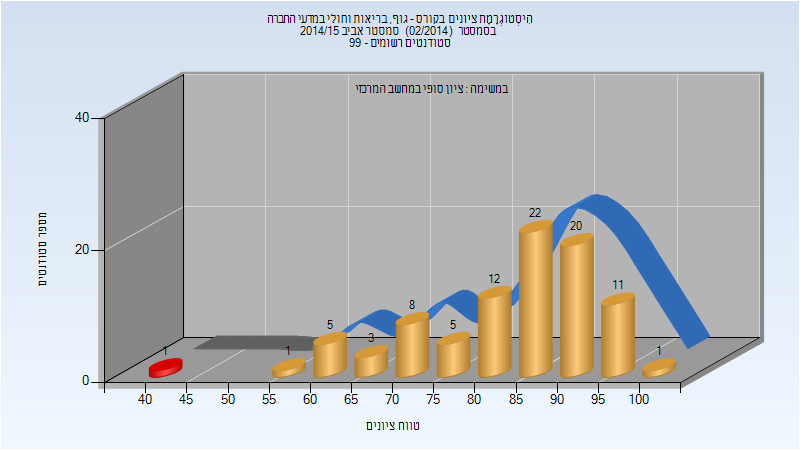 היסטוגרמת ציונים בקורס - גוף, בריאות וחולי במדעי החברה
בסמסטר (02/2014) סמסטר אביב 2014/15
סטודנטים רשומים - 99
במשימה : ציון סופי במחשב המרכזי
מספר סטודנטים
40
20
0
1
1
5
3
8
5
12
22
20
11
1
40 45 50 55 60 65 70 75 80 85 90 95 100
טווח ציונים